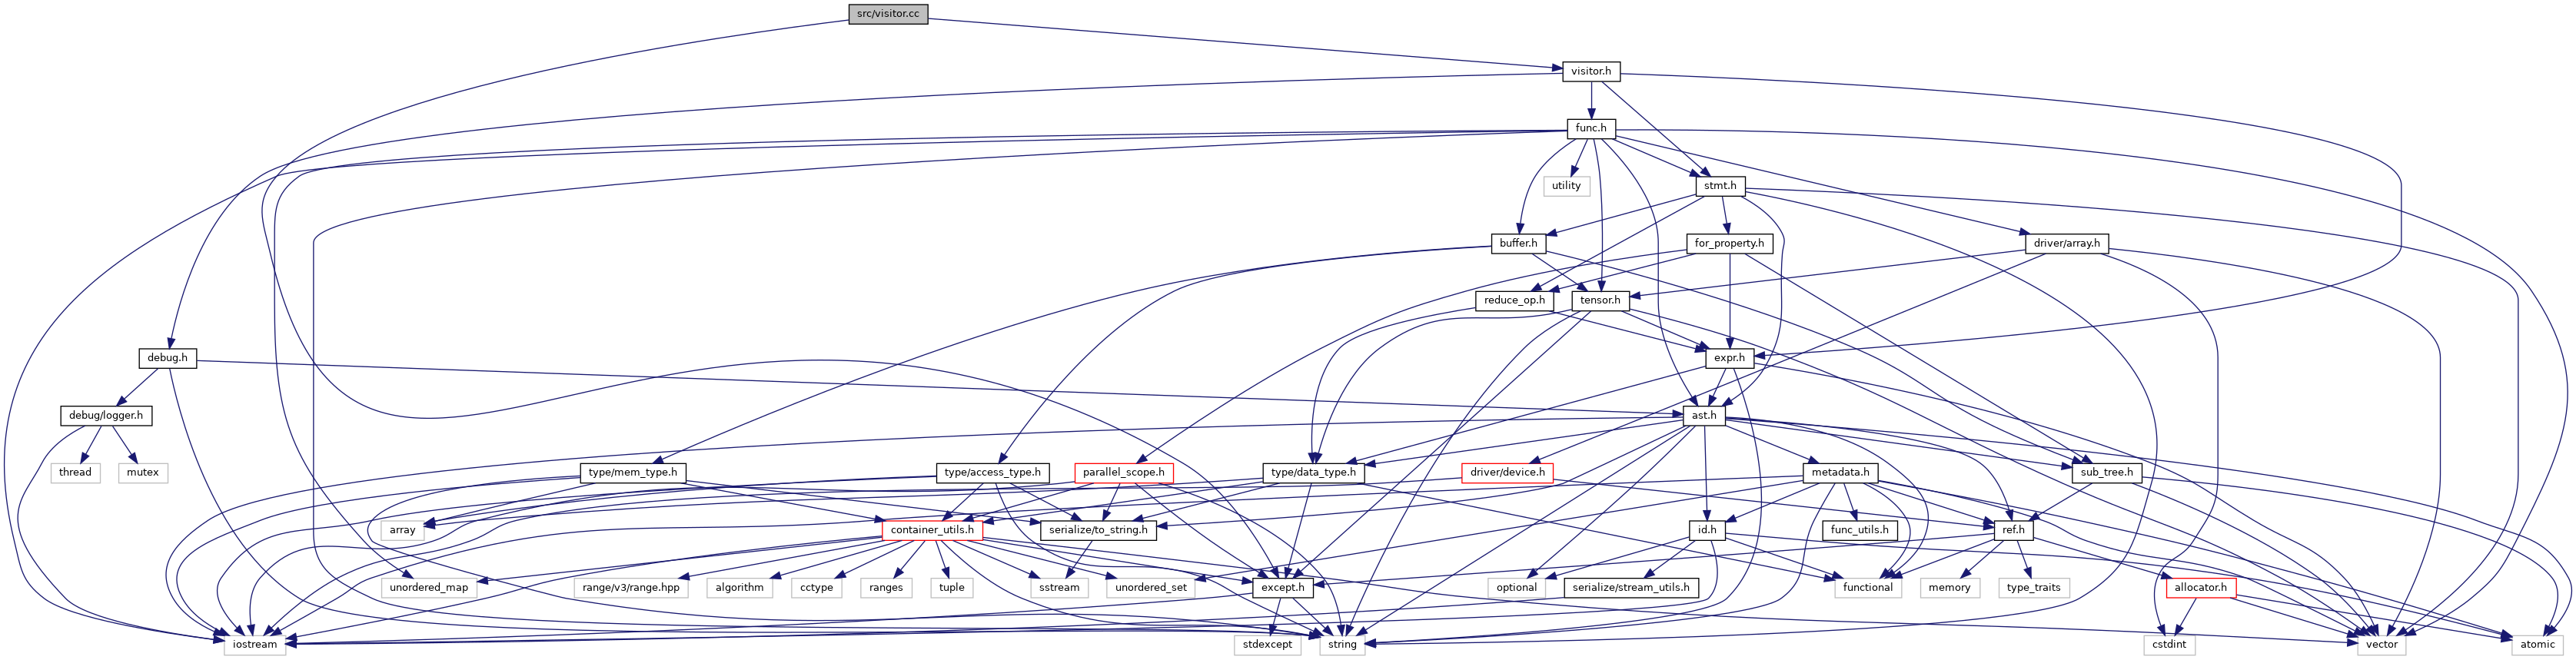 src/visitor.cc
visitor.h
func.h
utility
stmt.h
buffer.h
for_property.h
driver/array.h
reduce_op.h
tensor.h
debug.h
expr.h
debug/logger.h
ast.h
thread
mutex
type/mem_type.h
type/access_type.h
parallel_scope.h
type/data_type.h
driver/device.h
metadata.h
sub_tree.h
array
container_utils.h
serialize/to_string.h
id.h
func_utils.h
ref.h
unordered_map
range/v3/range.hpp
algorithm
cctype
ranges
tuple
sstream
unordered_set
except.h
optional
serialize/stream_utils.h
functional
memory
type_traits
allocator.h
iostream
stdexcept
string
cstdint
vector
atomic